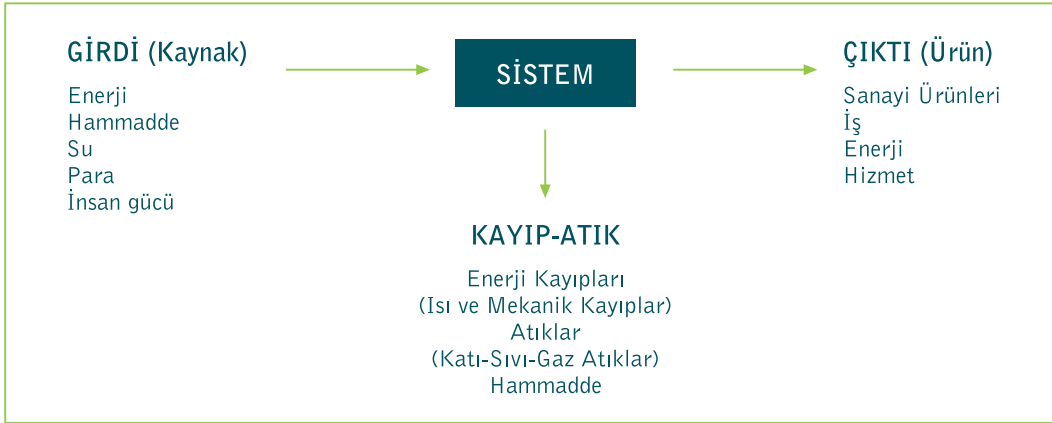 GİRDİ (Kaynak)
Enerji
Hammadde
Su
Para
İnsan gücü
SİSTEM
ÇIKTI (Ürün)
Sanayi Ürünleri
İş
Enerji
Hizmet
KAYIP-ATIK
Enerji Kayıpları
(Isı ve Mekanik Kayıplar)
Atıklar
(Katı-Sıvı-Gaz Atıklar)
Hammadde